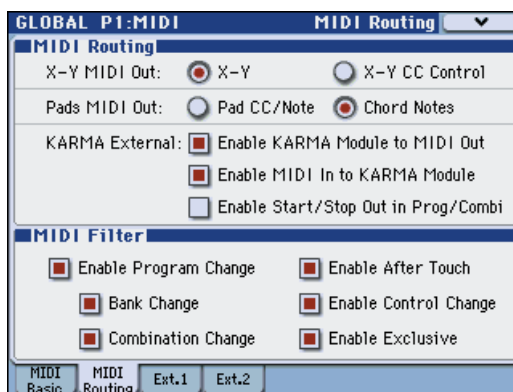 GLOBAL P1:MIDI MIDI Routing
MIDI Routing
X-Y MIDI Out: X-Y X-Y CC Control
Pads MIDI Out: Pad CC/Note Chord Notes
KARMA External: Enable KARMA Module to MIDI Out
Enable MIDI In to KARMA Module
Enable Start/Stop Out in Prog/Combi
MIDI Filter
Enable Program Change Enable After Touch
Bank Change Enable Control Change
Combination Change Enable Exclusive
MIDI Basic MIDI Routing Ext.1 Ext.2